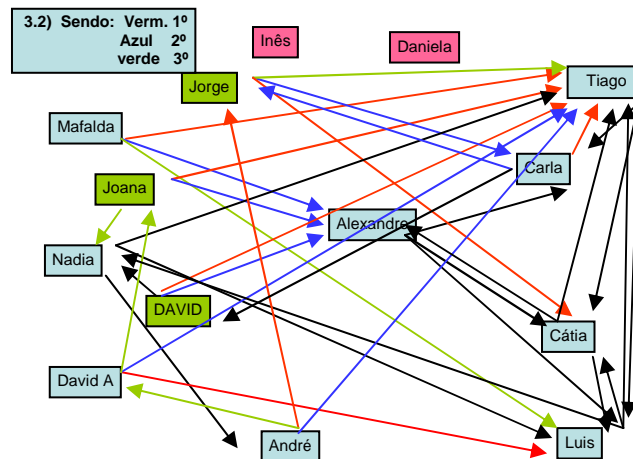 3.2) Sendo: Verm. 1º
Azul 2º
verde 3º
Inês
Daniela
Jorge
Tiago
Mafalda
Carla
Joana
Alexandre
Nadia
DAVID
Cátia
David A
André
Luis